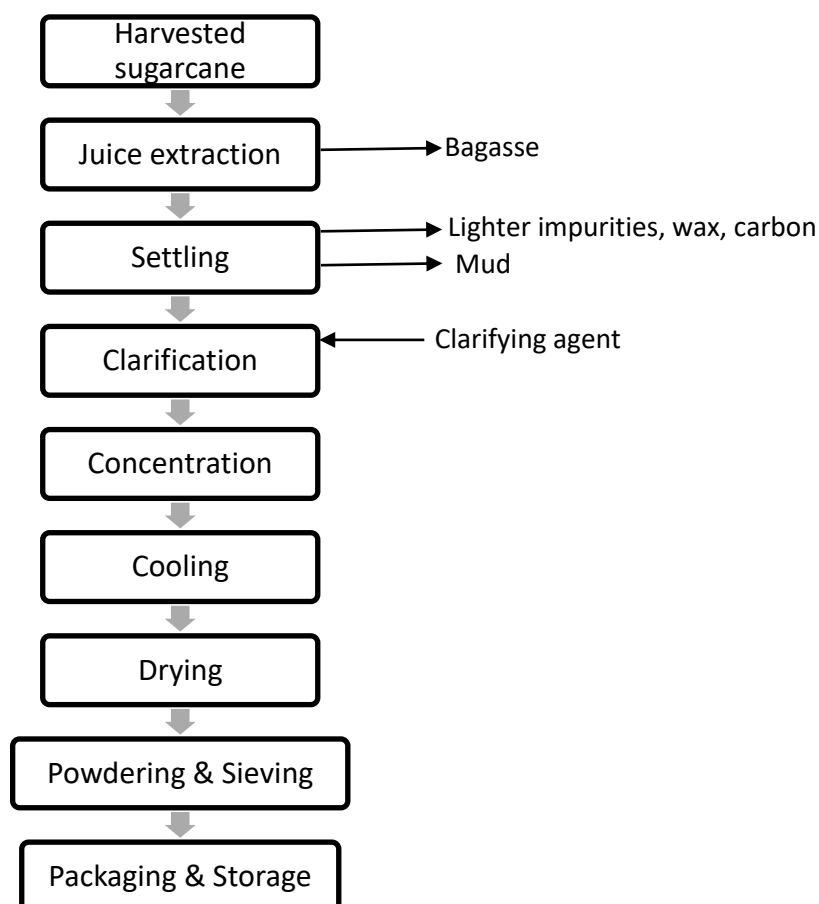 Harvested
sugarcane
Juice extraction
Bagasse
Settling
Lighter impurities, wax, carbon
Mud
Clarification
Clarifying agent
Concentration
Cooling
Drying
Powdering & Sieving
Packaging & Storage